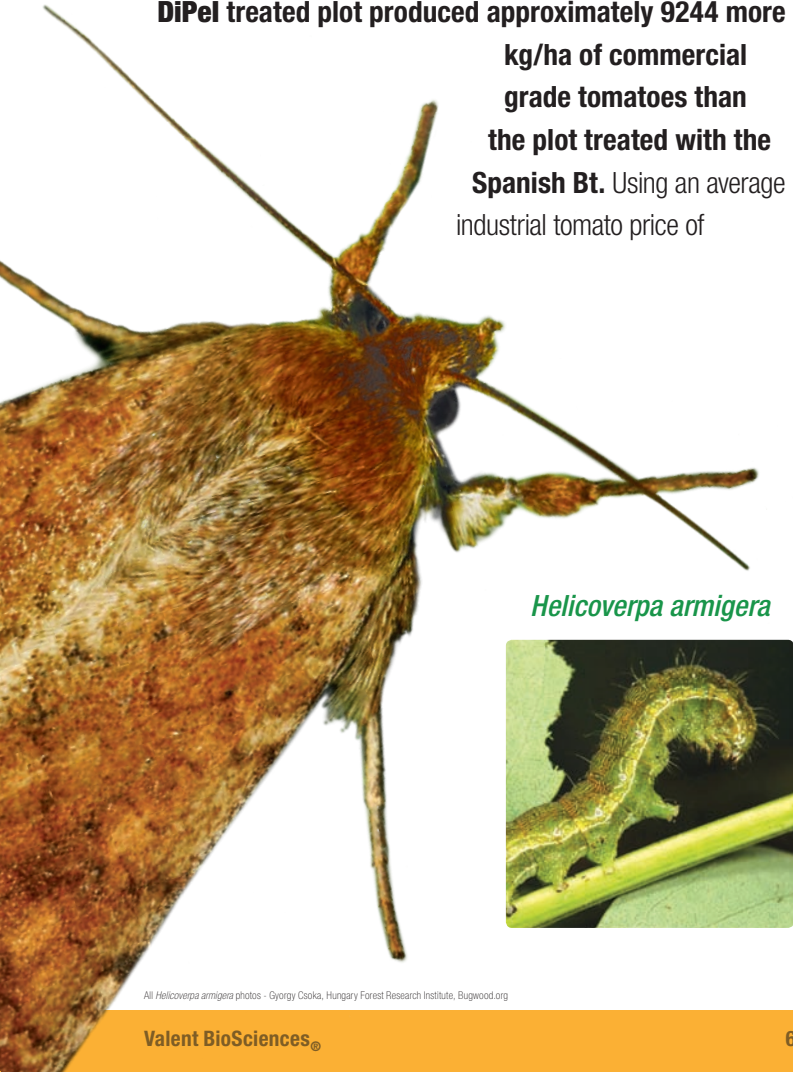 DiPel treated plot produced approximately 9244 more
kg/ha of commercial
grade tomatoes than
the plot treated with the
Spanish Bt. Using an average
industrial tomato price of
Helicoverpa armigera
All Helicoverpa armigera photos - Gyorgy Csoka, Hungary Forest Research Institute, Bugwood.org
Valent BioSciences® 6